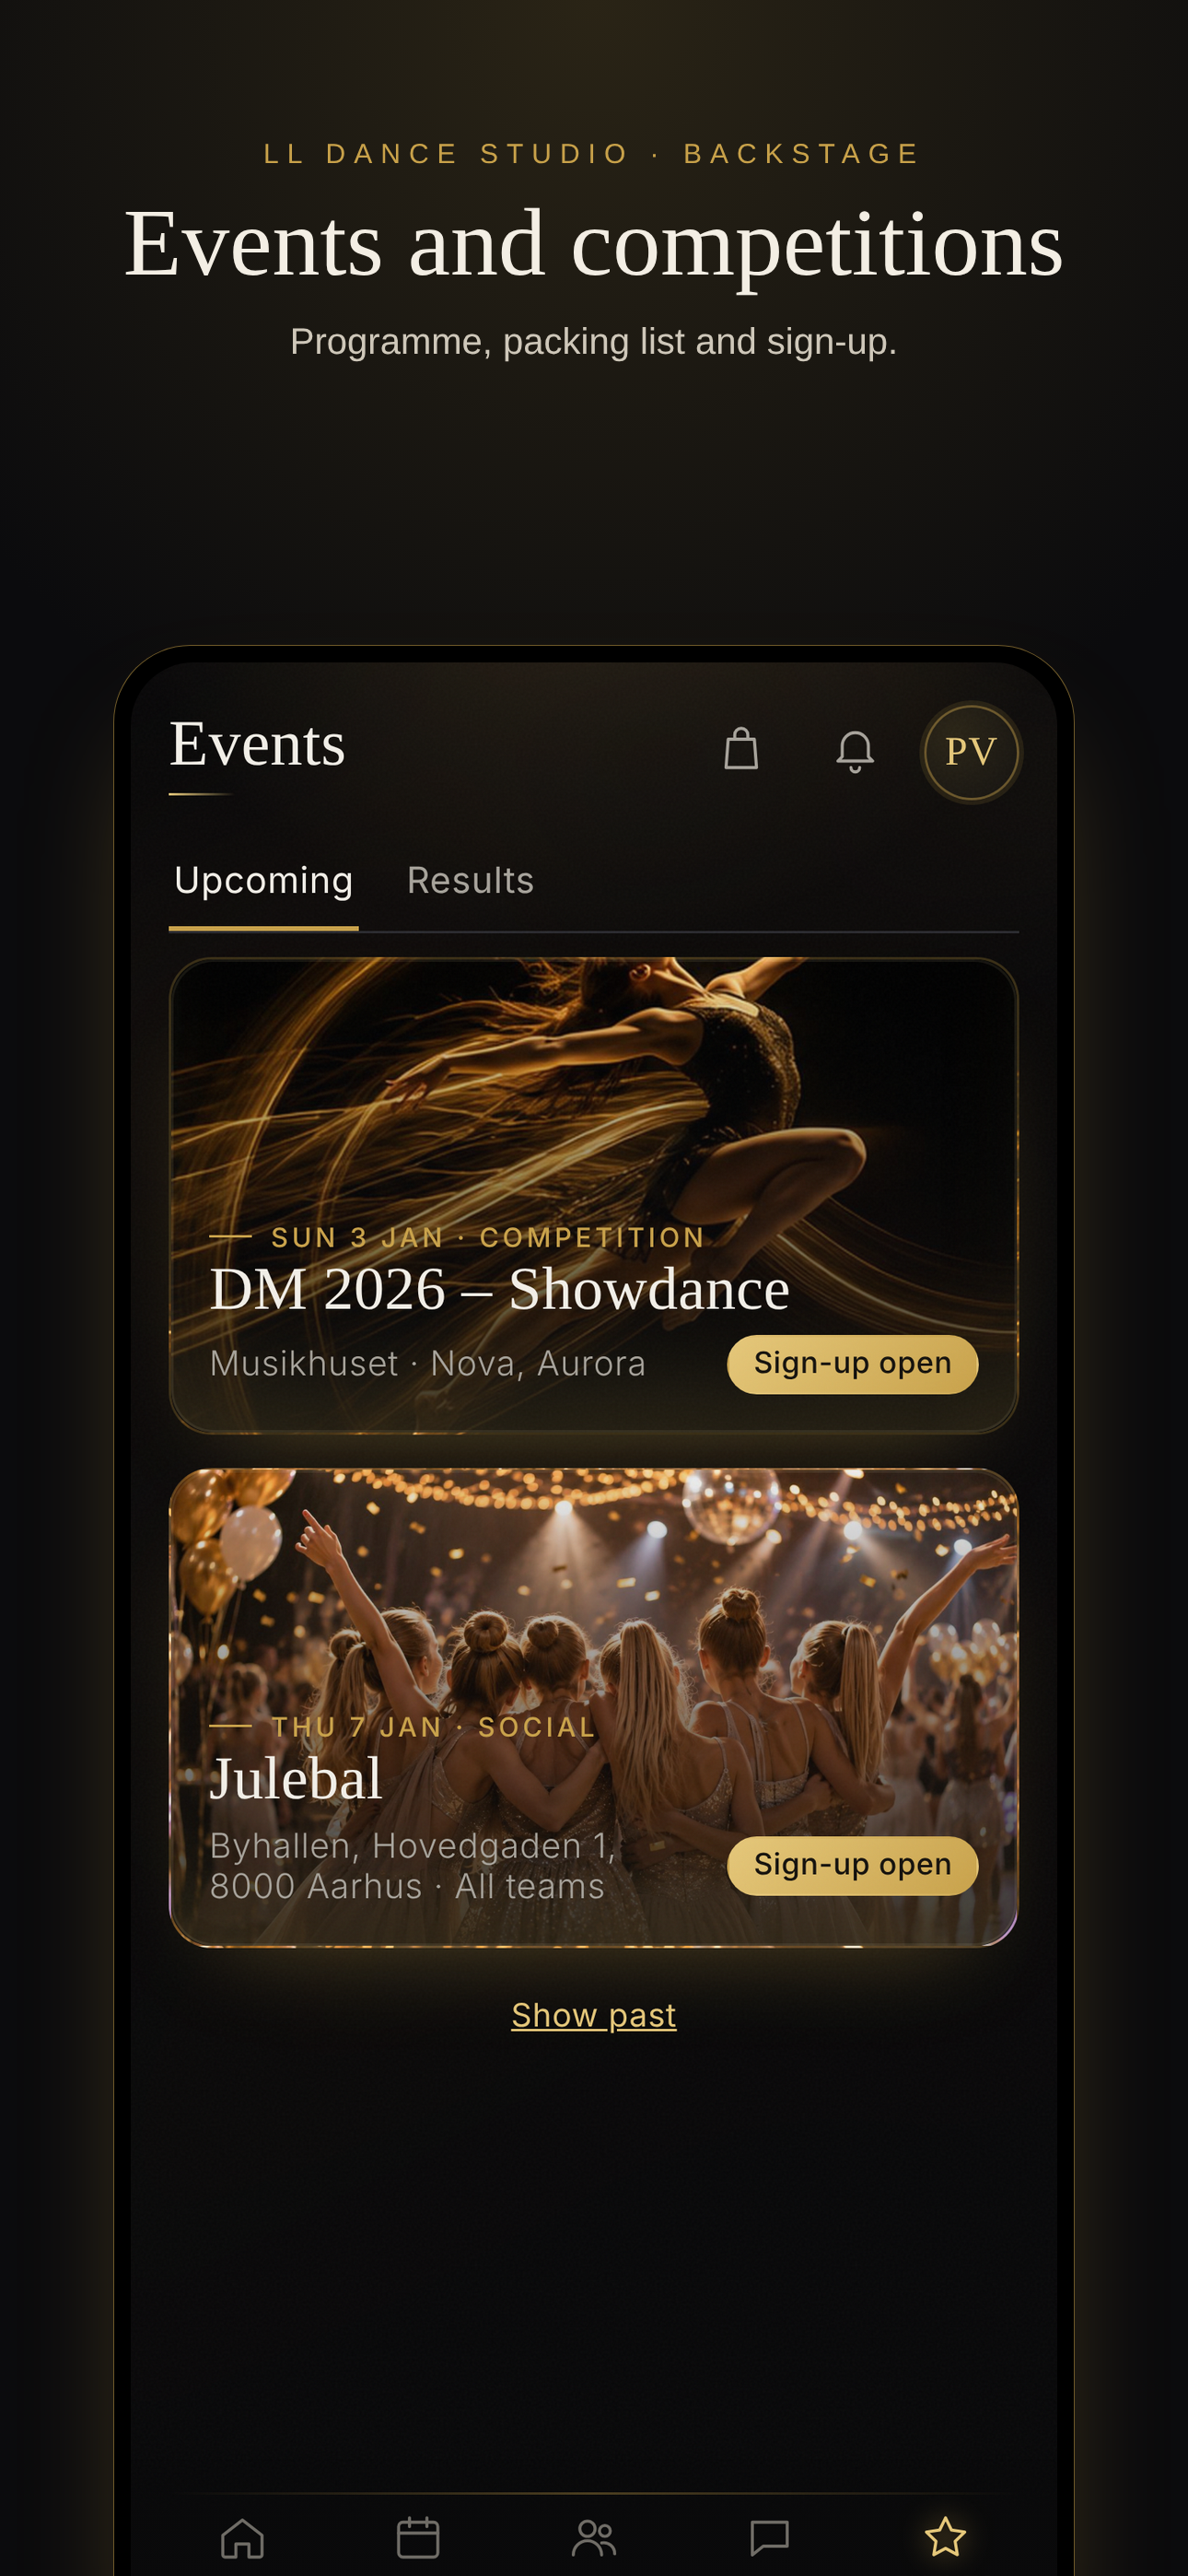 LL DANCE STUDIO · BACKSTAGE
Events and competitions
Programme, packing list and sign-up.
Events
PV
Upcoming
Results
SUN 3 JAN · COMPETITION
DM 2026 – Showdance
Musikhuset · Nova, Aurora
Sign-up open
THU 7 JAN · SOCIAL
Julebal
Byhallen, Hovedgaden 1,
8000 Aarhus · All teams
Sign-up open
Show past